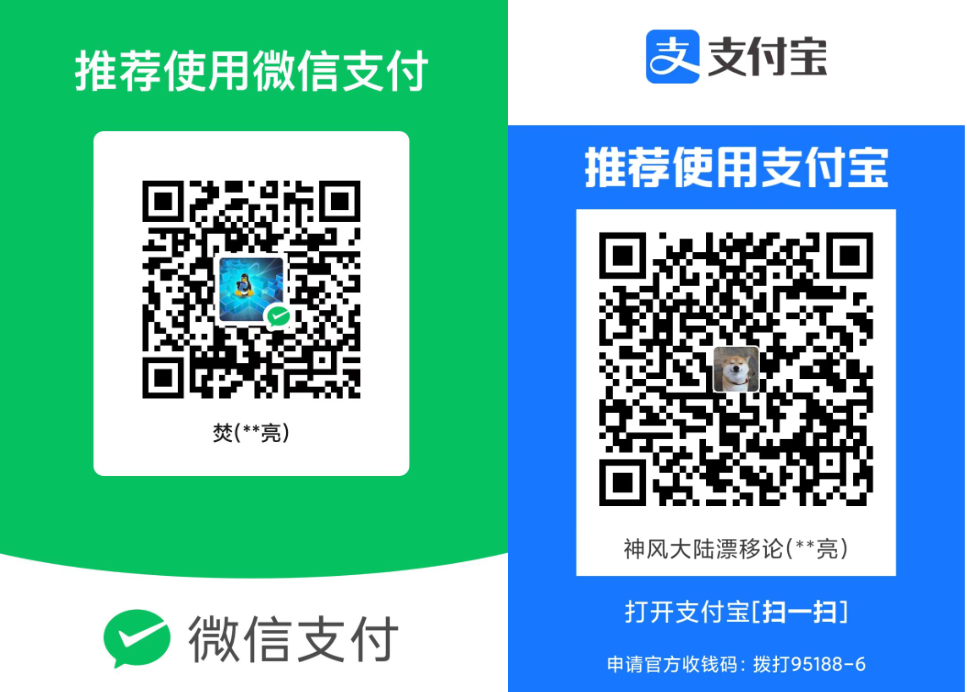 推荐使用微信支付
焚(**亮)
微信支付
支付宝
推荐使用支付宝
神风大陆漂移论(**亮)
打开支付宝[扫一扫]
申请官方收钱码：拨打95188-6